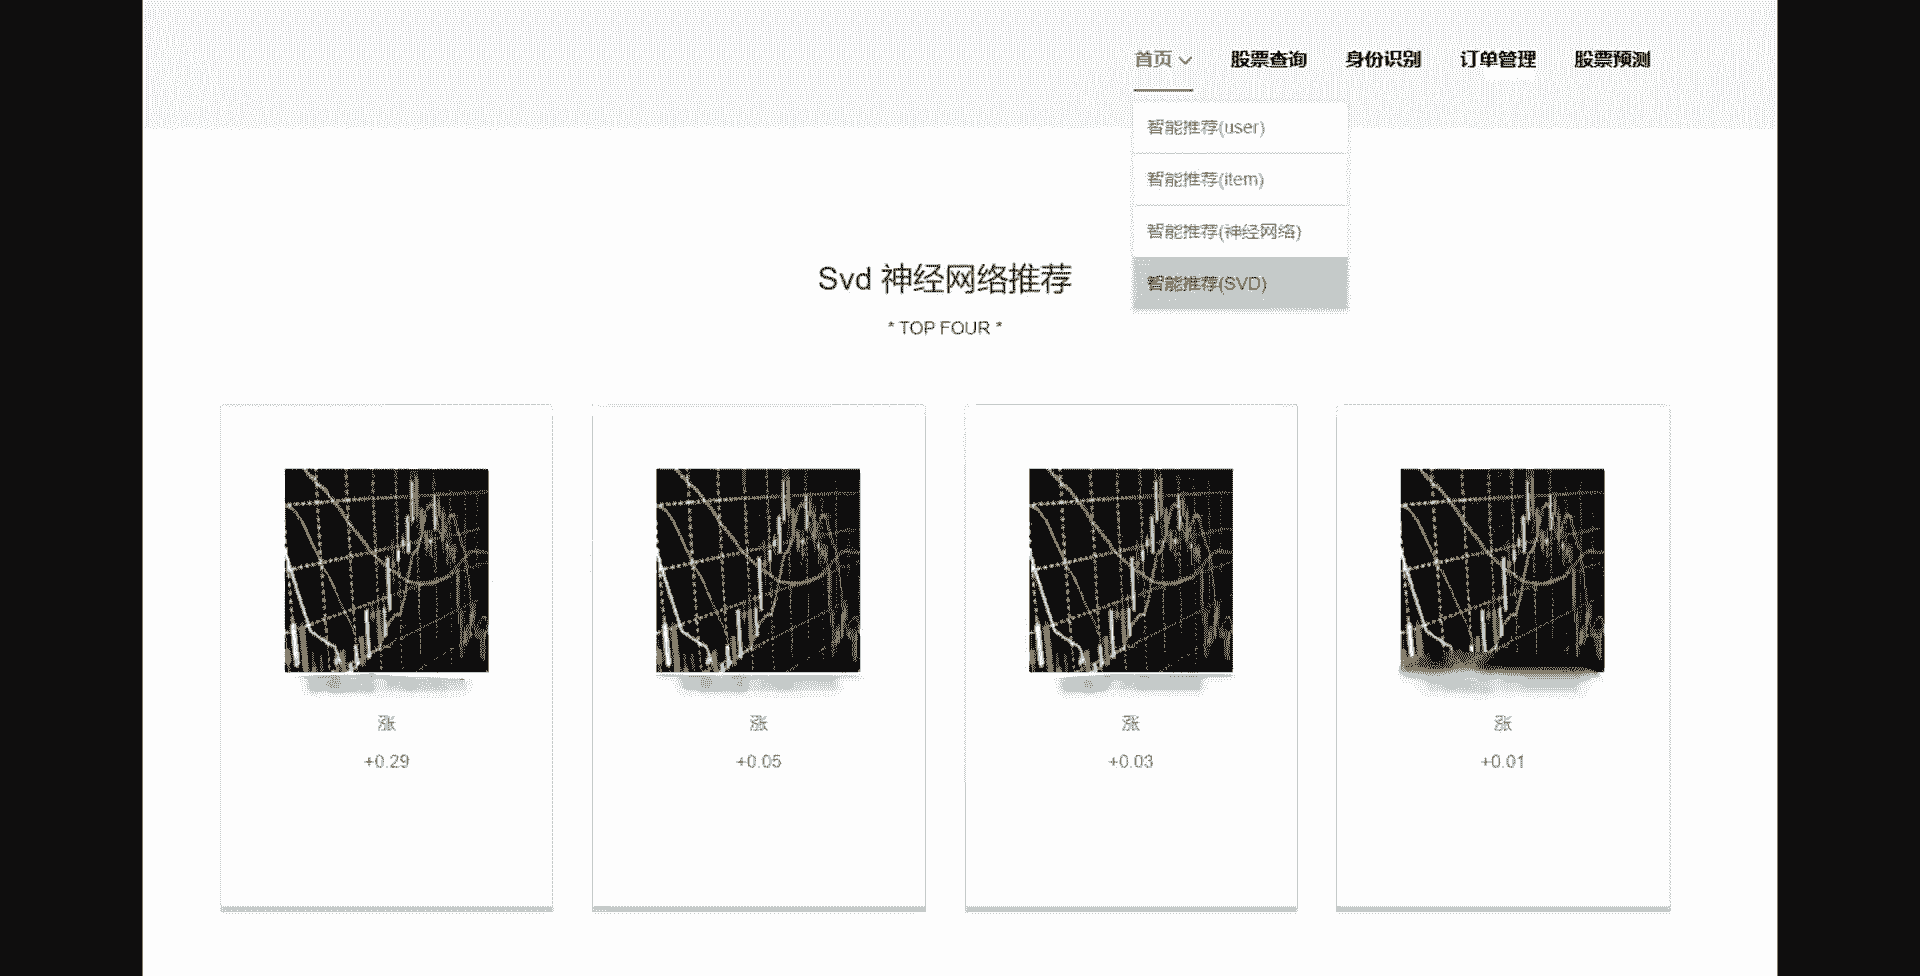 首页 股票查询 身份识别 订单管理 股票预测
智能推荐(user)
智能推荐(item)
智能推荐(神经网络)
智能推荐(SVD)
Svd 神经网络推荐
* TOP FOUR *
涨 涨 涨 涨
+0.29 +0.05 +0.03 +0.01